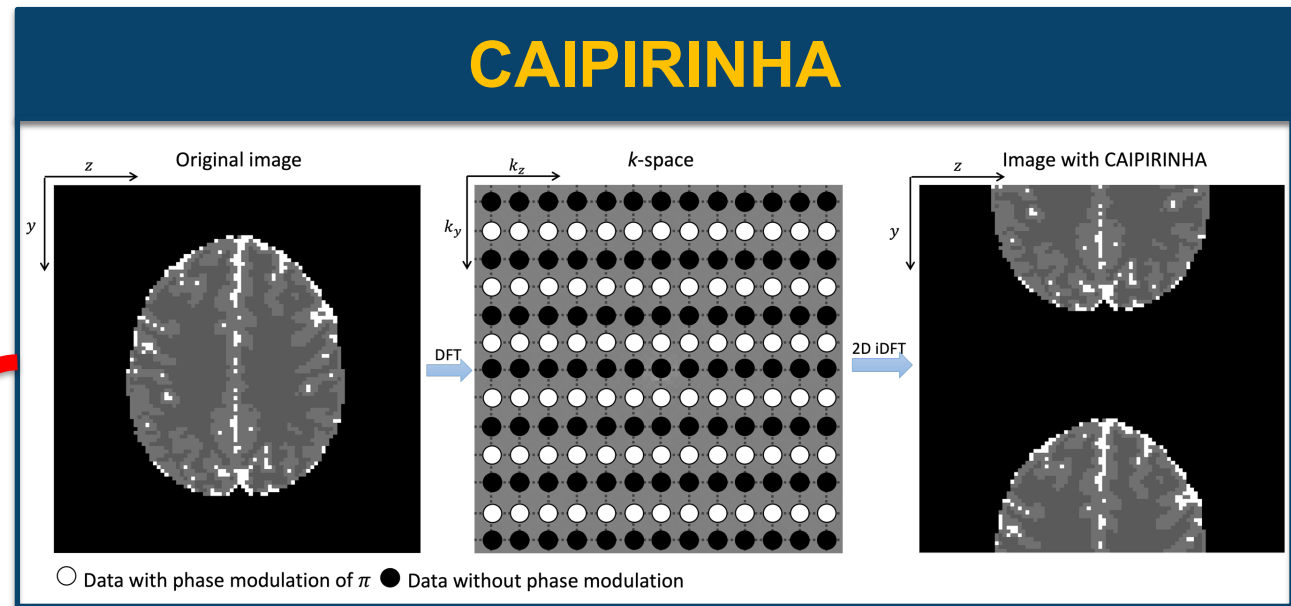 CAIPIRINHA
Original image
k-space
Image with CAIPIRINHA
z
y
k_z
k_y
z
y
DFT
2D iDFT
Data with phase modulation of π
Data without phase modulation